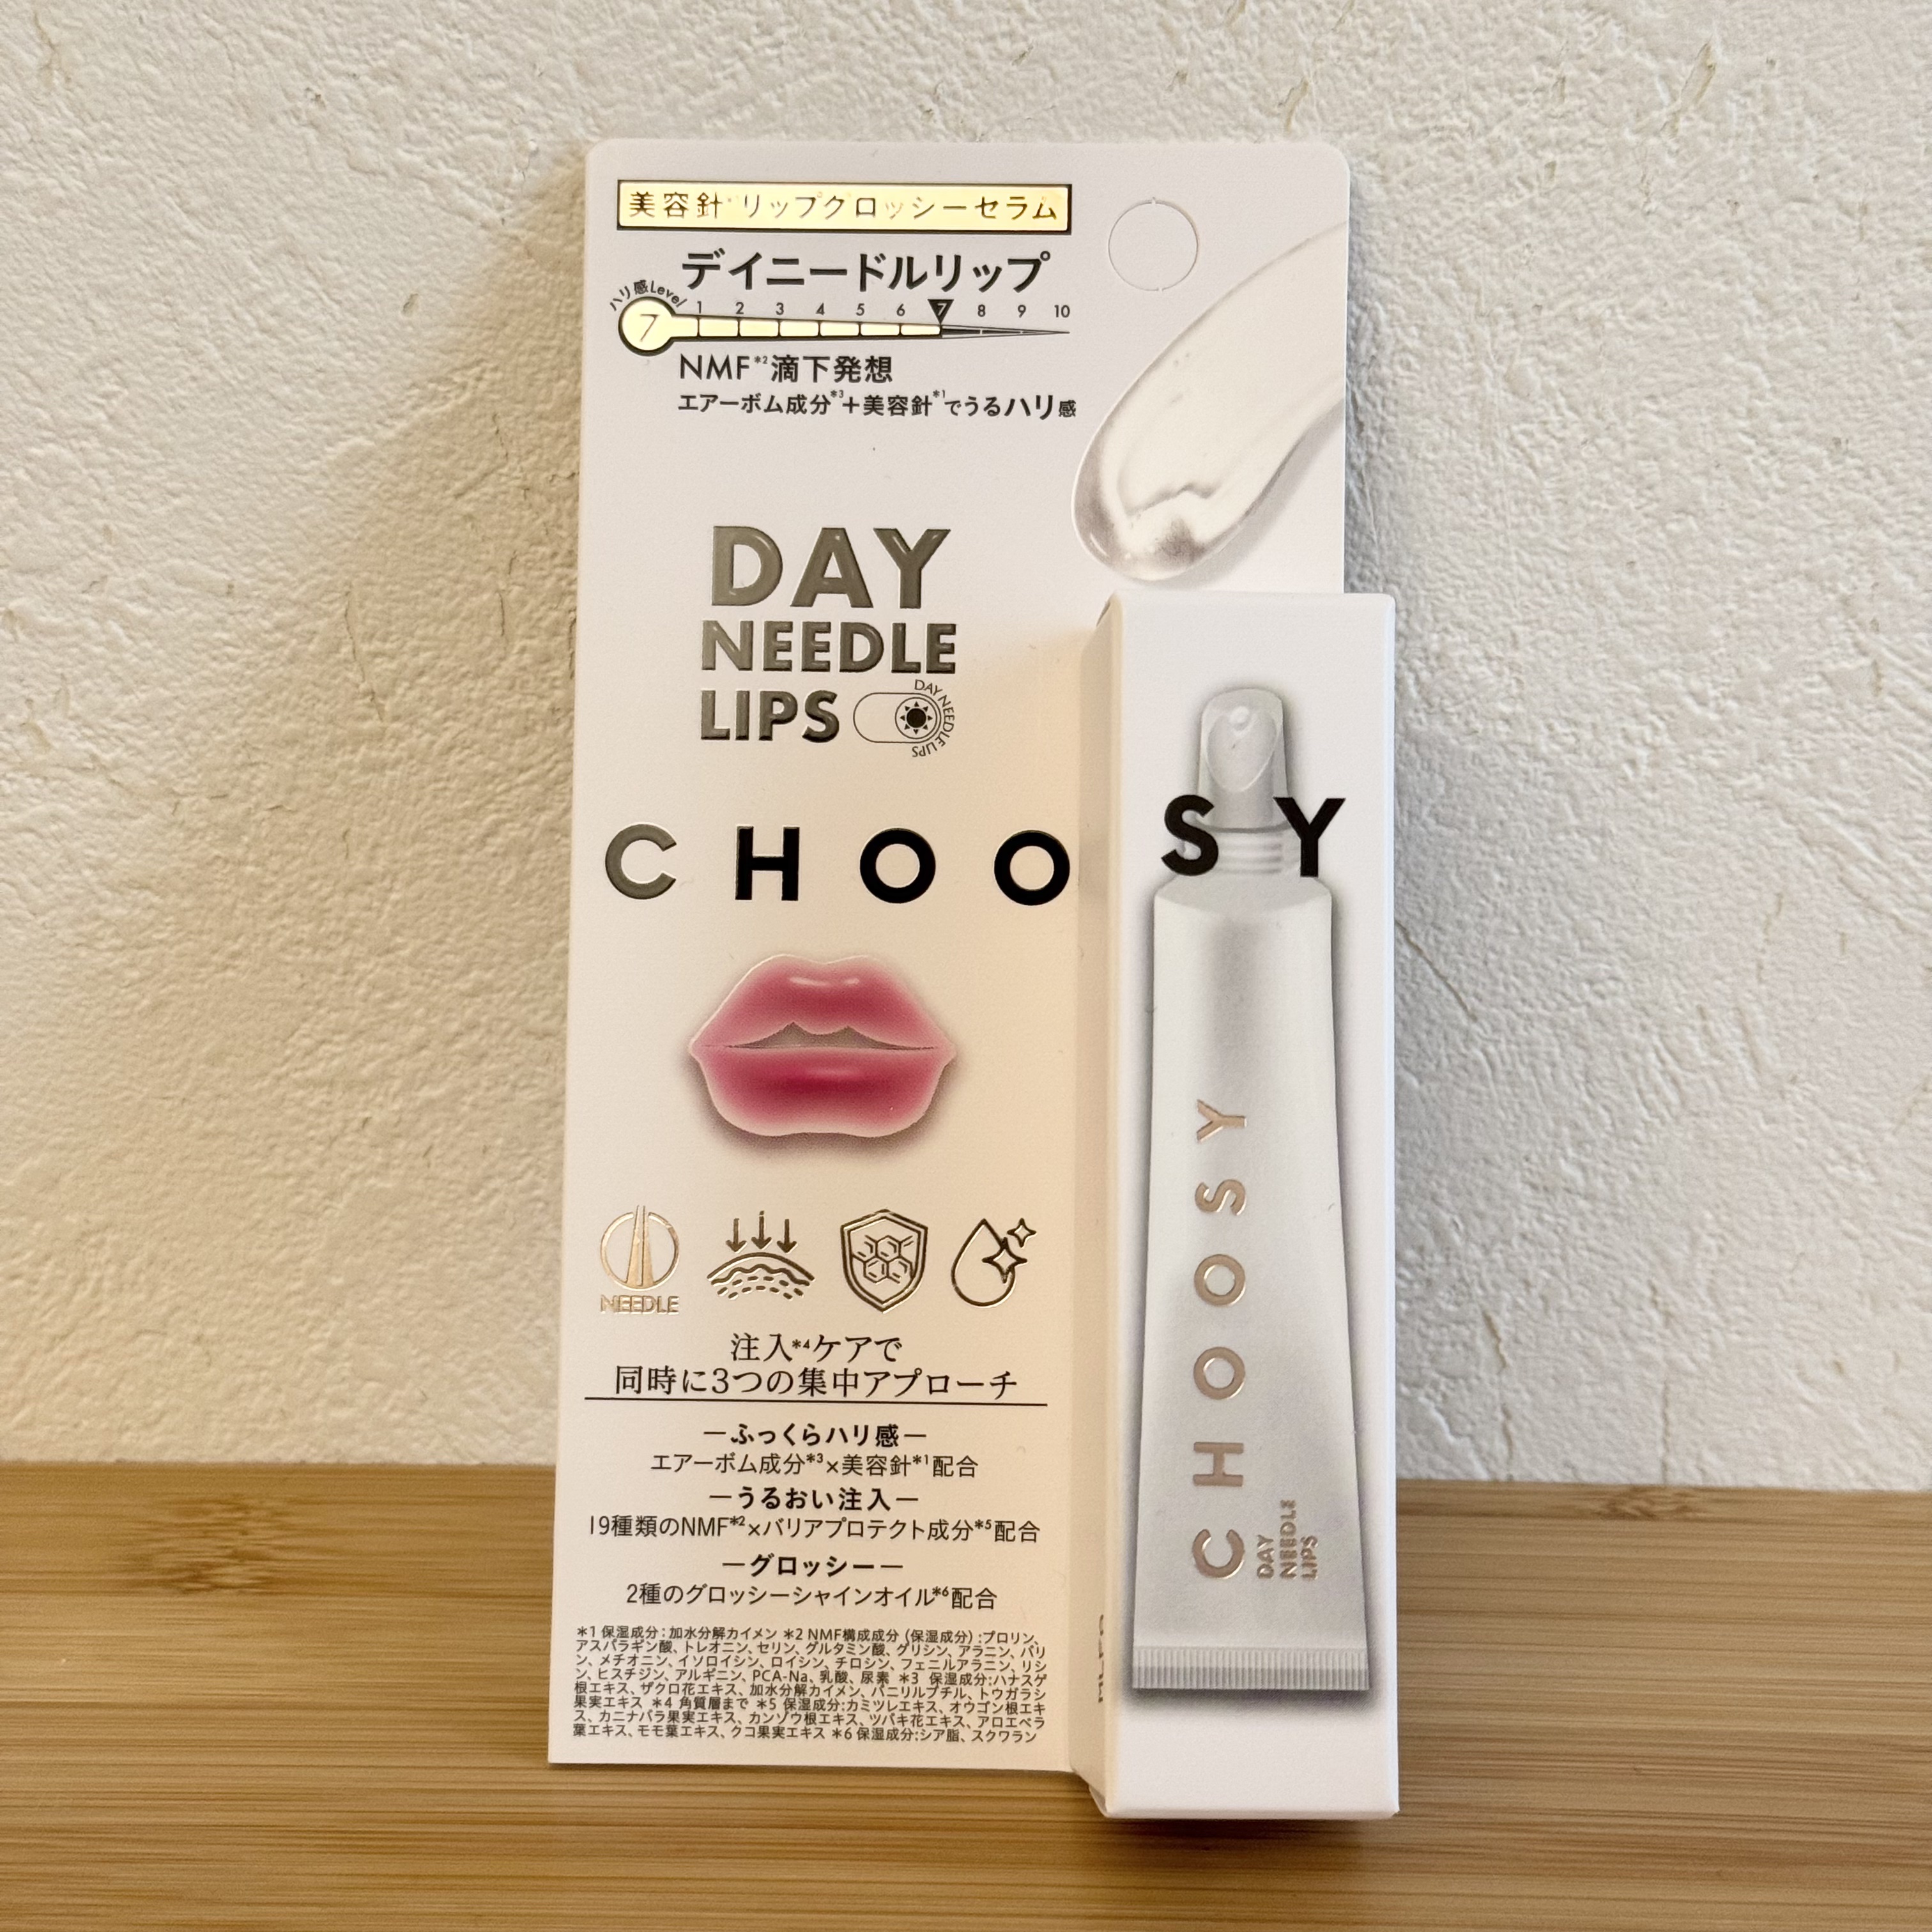 美容針*1リップグロッシーセラム
デイニードルリップ
ハリ感Level
7 1 2 3 4 5 6 7 8 9 10
NMF*2滴下発想
エアーボム成分*3+美容針*1でうるハリ感
DAY
NEEDLE
LIPS
DAY NEEDLE LIPS
CHOOSY
NEEDLE
注入*4ケアで
同時に3つの集中アプローチ
―ふっくらハリ感―
エアーボム成分*3×美容針*1配合
―うるおい注入―
19種類のNMF*2×バリアプロテクト成分*5配合
―グロッシー―
2種のグロッシーシャインオイル*6配合
*1 保湿成分:加水分解カイメン *2 NMF構成成分(保湿成分):プロリン、
アスパラギン酸、トレオニン、セリン、グルタミン酸、グリシン、アラニン、バリ
ン、メチオニン、イソロイシン、ロイシン、チロシン、フェニルアラニン、リシ
ン、ヒスチジン、アルギニン、PCA-Na、乳酸、尿素 *3 保湿成分:ハナスゲ
根エキス、ザクロ花エキス、加水分解カイメン、バニリルブチル、トウガラシ
果実エキス *4 角質層まで *5 保湿成分:カミツレエキス、オウゴン根エキ
ス、カニナバラ果実エキス、カンゾウ根エキス、ツバキ花エキス、アロエベラ
葉エキス、モモ葉エキス、クコ果実エキス *6 保湿成分:シア脂、スクワラン
CHOOSY
DAY
NEEDLE
LIPS